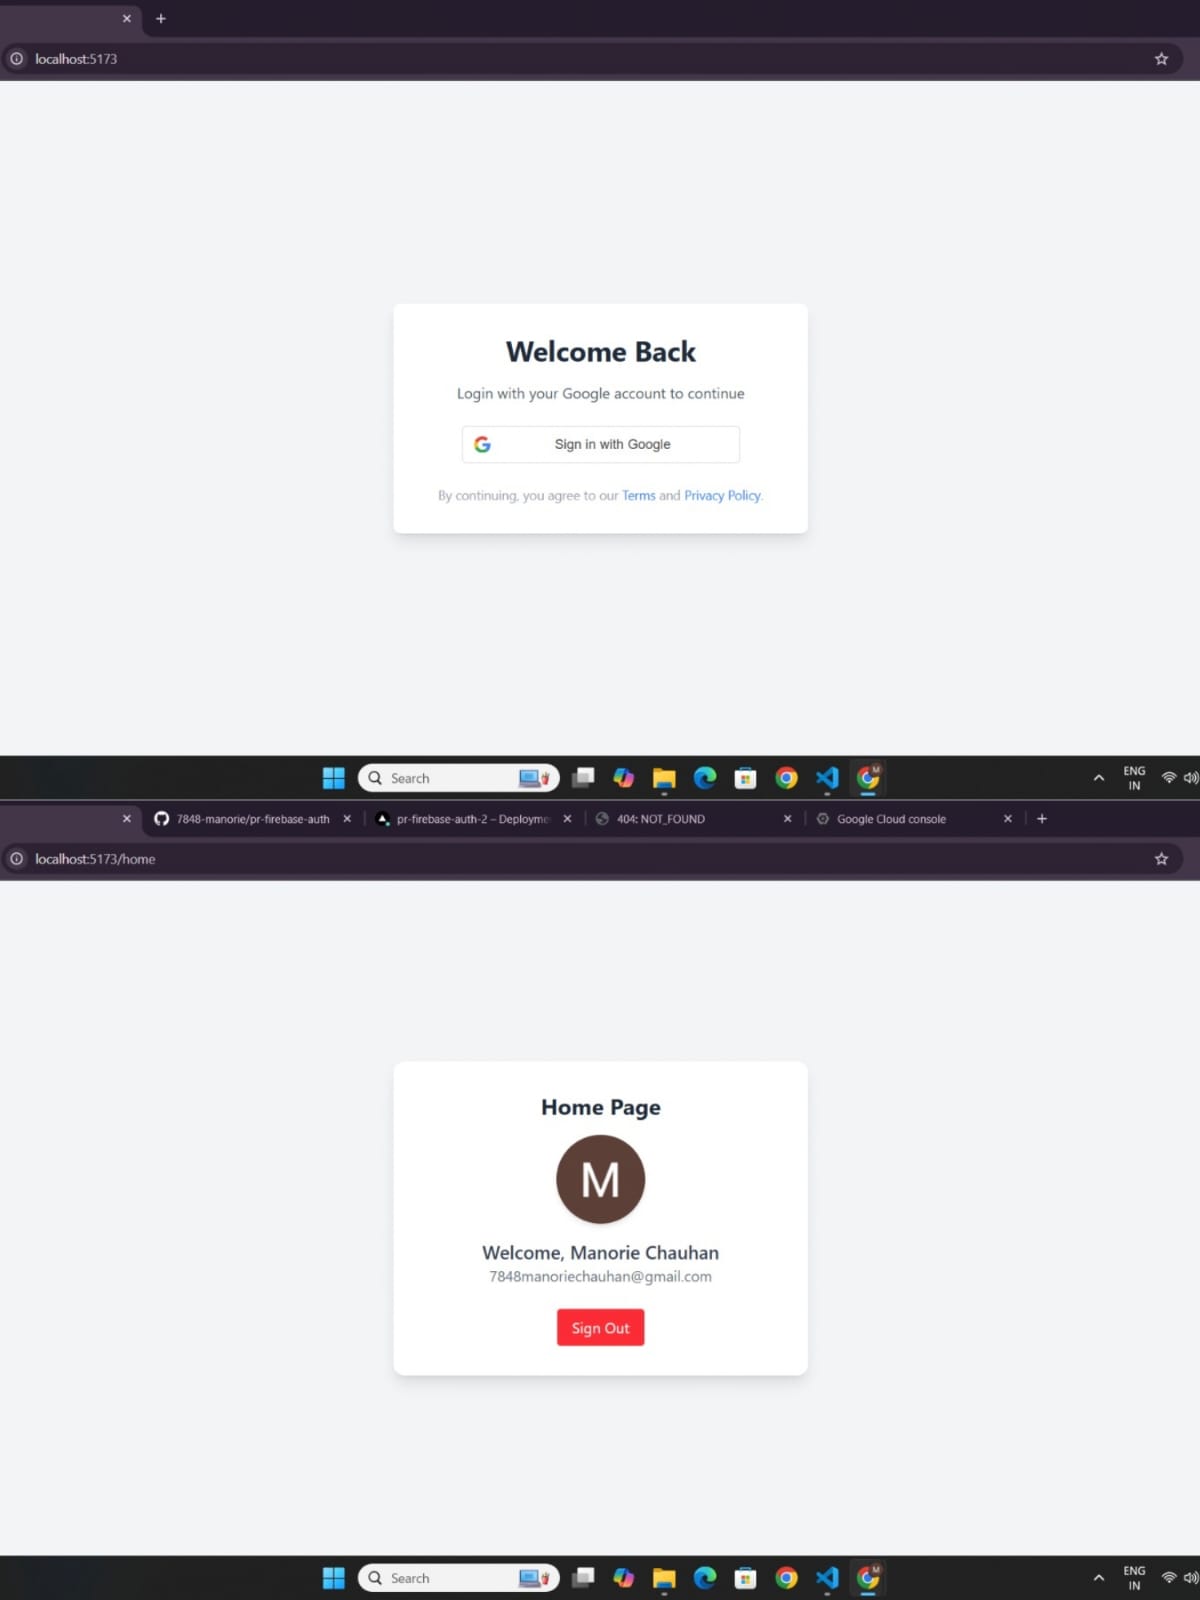 localhost:5173
Welcome Back
Login with your Google account to continue
Sign in with Google
By continuing, you agree to our Terms and Privacy Policy.
Search
M
ENG
IN
7848-manorie/pr-firebase-auth
pr-firebase-auth-2 – Deployme
404: NOT_FOUND
Google Cloud console
localhost:5173/home
Home Page
M
Welcome, Manorie Chauhan
7848manoriechauhan@gmail.com
Sign Out
Search
M
ENG
IN